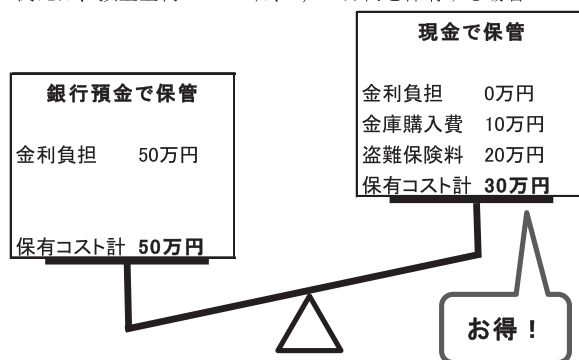 銀行預金で保管
金利負担 50万円
保有コスト計 50万円
現金で保管
金利負担 0万円
金庫購入費 10万円
盗難保険料 20万円
保有コスト計 30万円
お得！